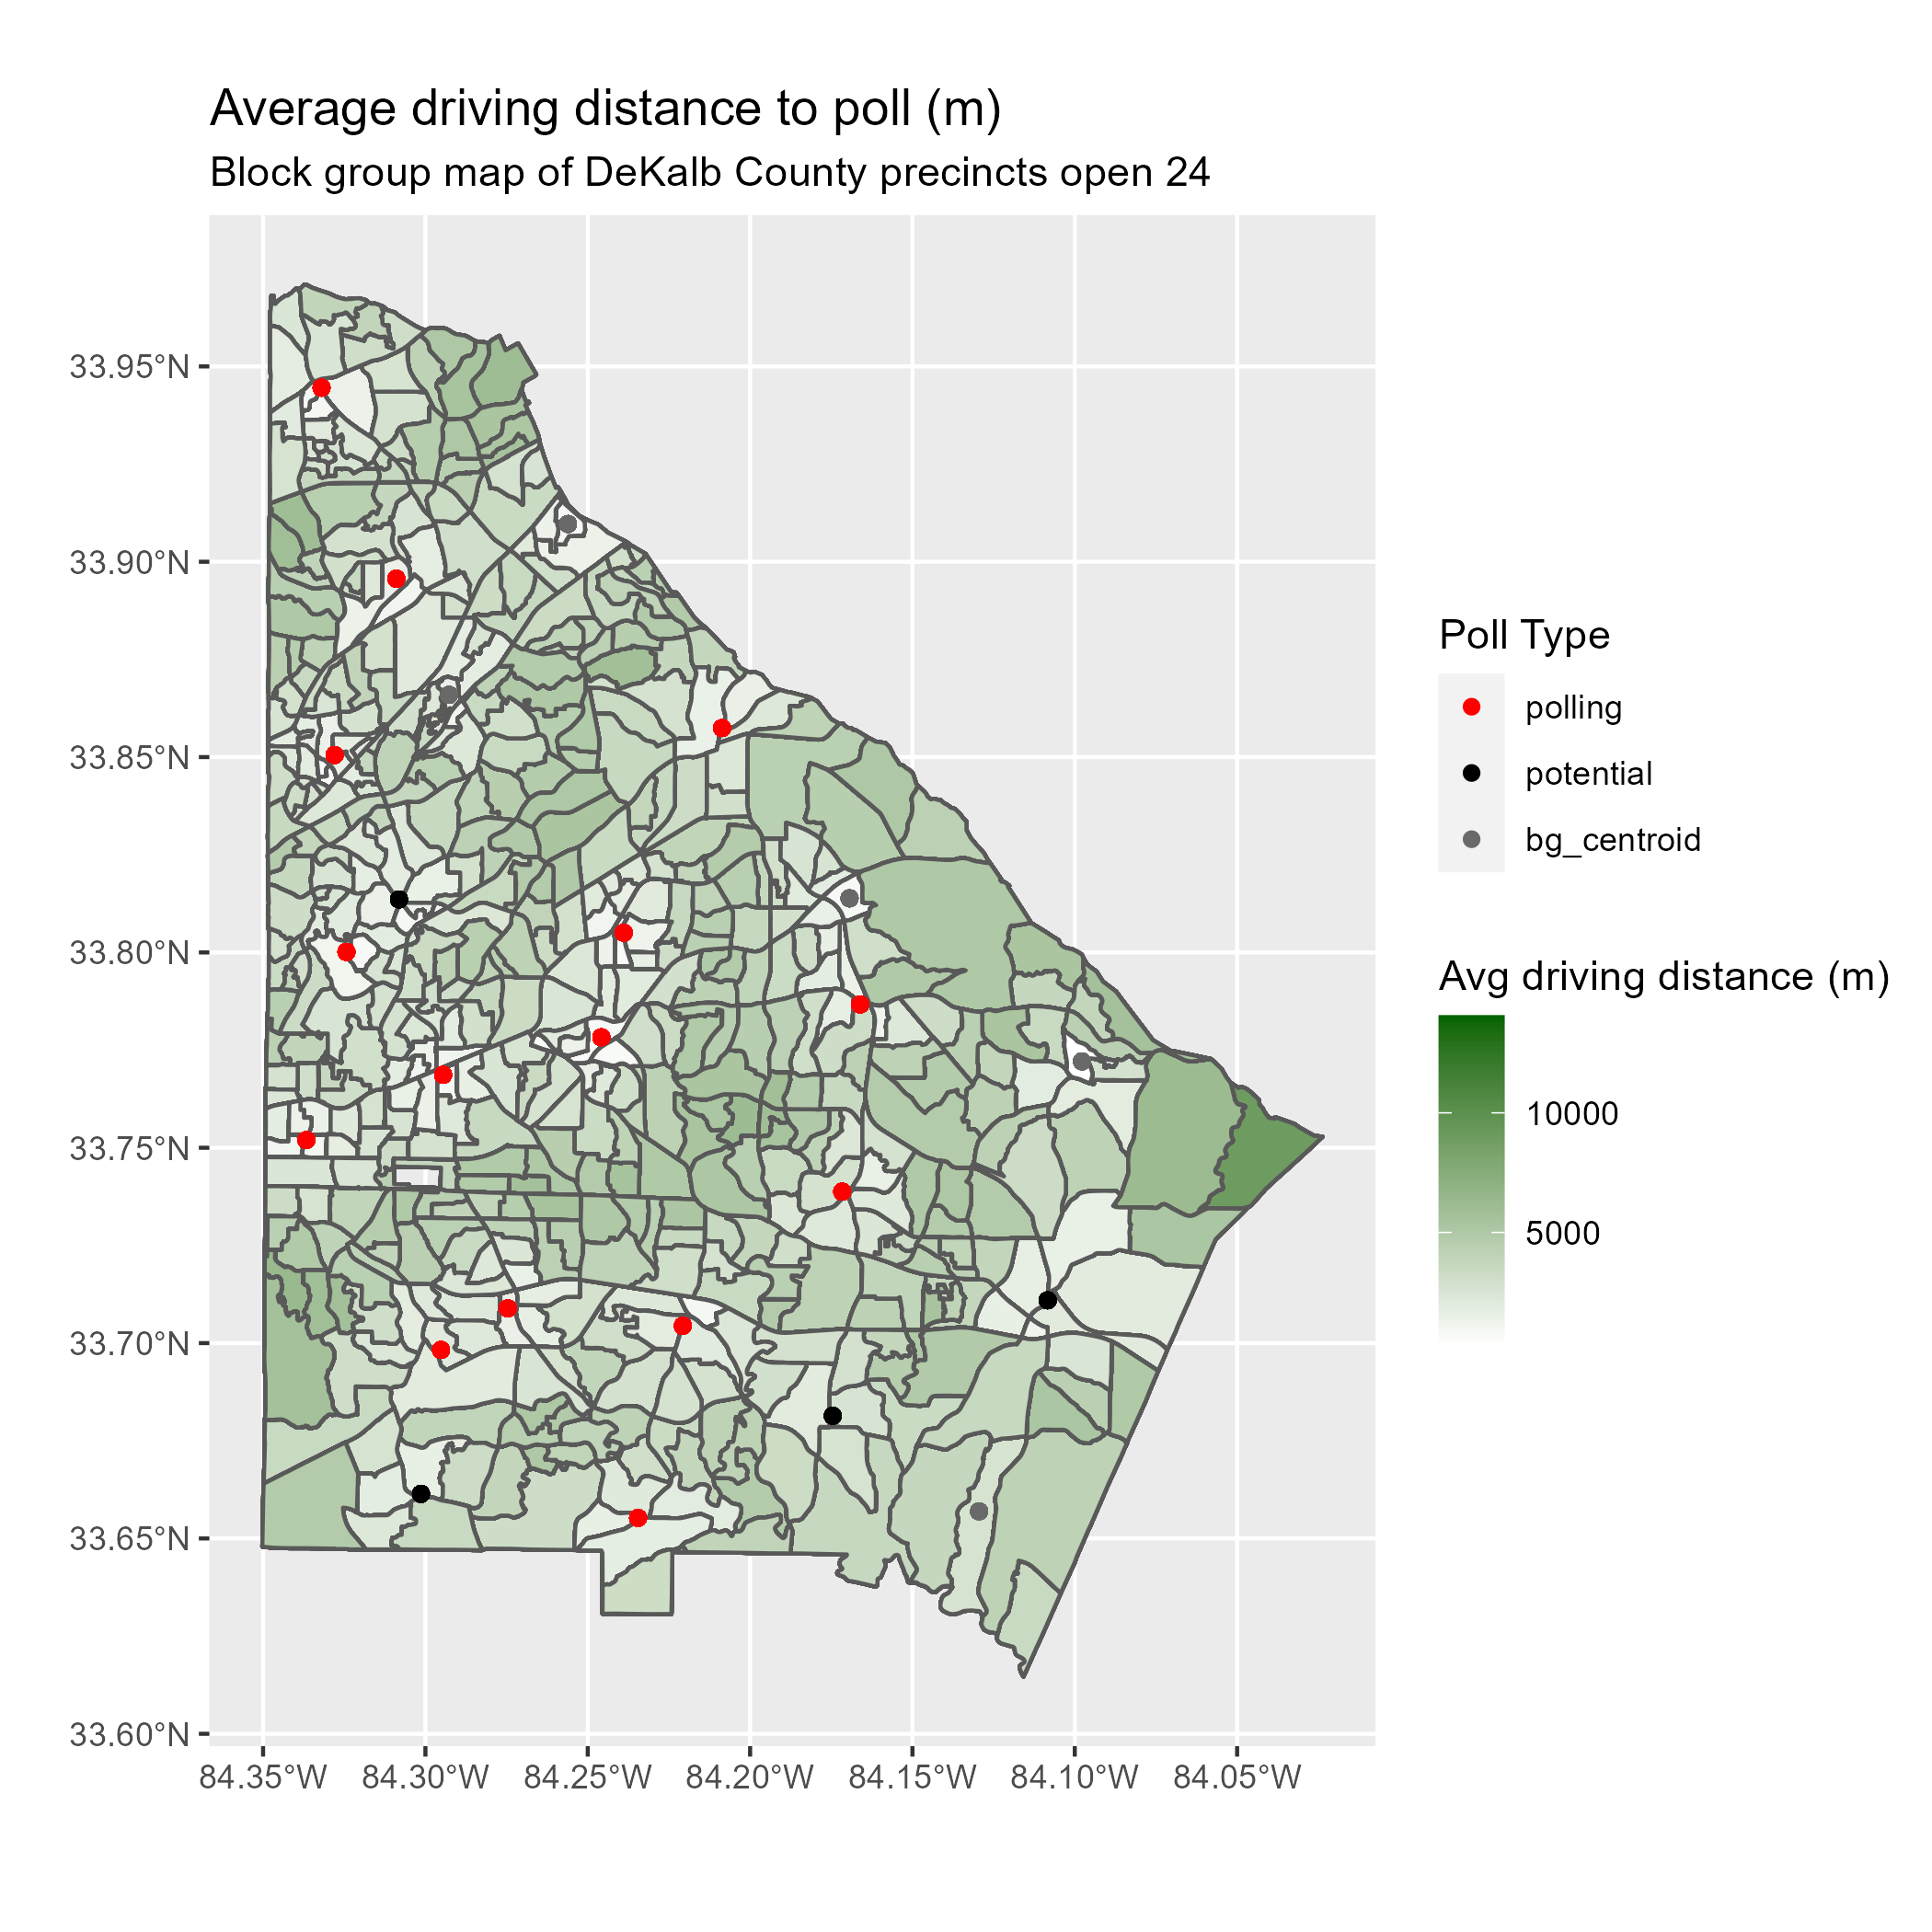 Average driving distance to poll (m)
Block group map of DeKalb County precincts open 24
33.95°N
33.90°N
33.85°N
33.80°N
33.75°N
33.70°N
33.65°N
33.60°N
84.35°W 84.30°W 84.25°W 84.20°W 84.15°W 84.10°W 84.05°W
Poll Type
polling
potential
bg_centroid
Avg driving distance (m)
10000
5000